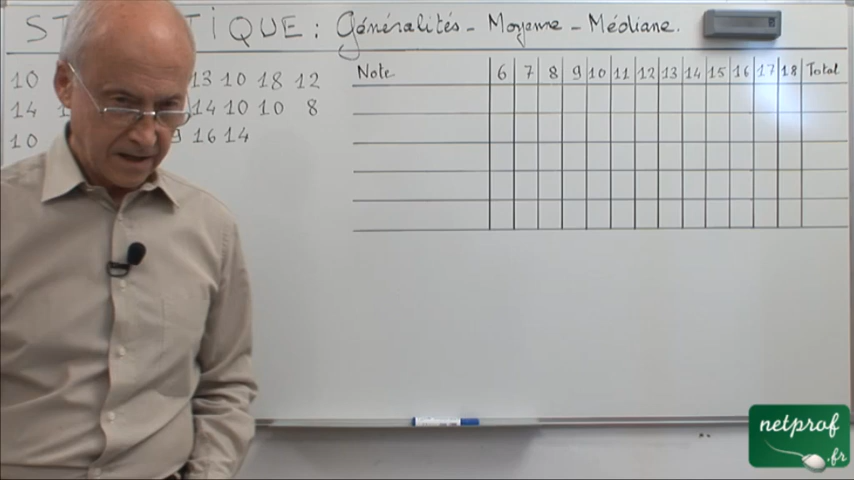 ST TIQUE : Généralités - Moyenne - Médiane.
10 13 10 18 12
14 14 10 10 8
10 9 16 14
Note 6 7 8 9 10 11 12 13 14 15 16 17 18 Total
netprof
.fr